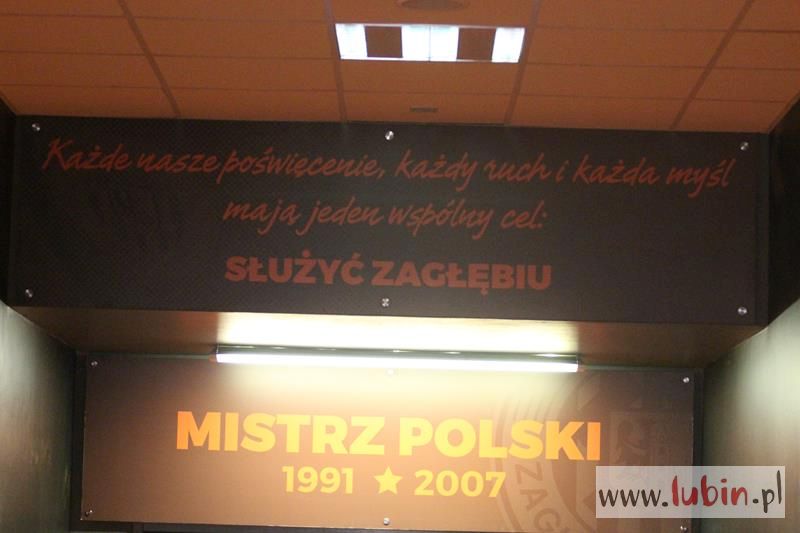 Każde nasze poświęcenie, każdy ruch i każda myśl
mają jeden wspólny cel:
SŁUŻYĆ ZAGŁĘBIU
MISTRZ POLSKI
1991 ★ 2007
ZAG
www.lubin.pl